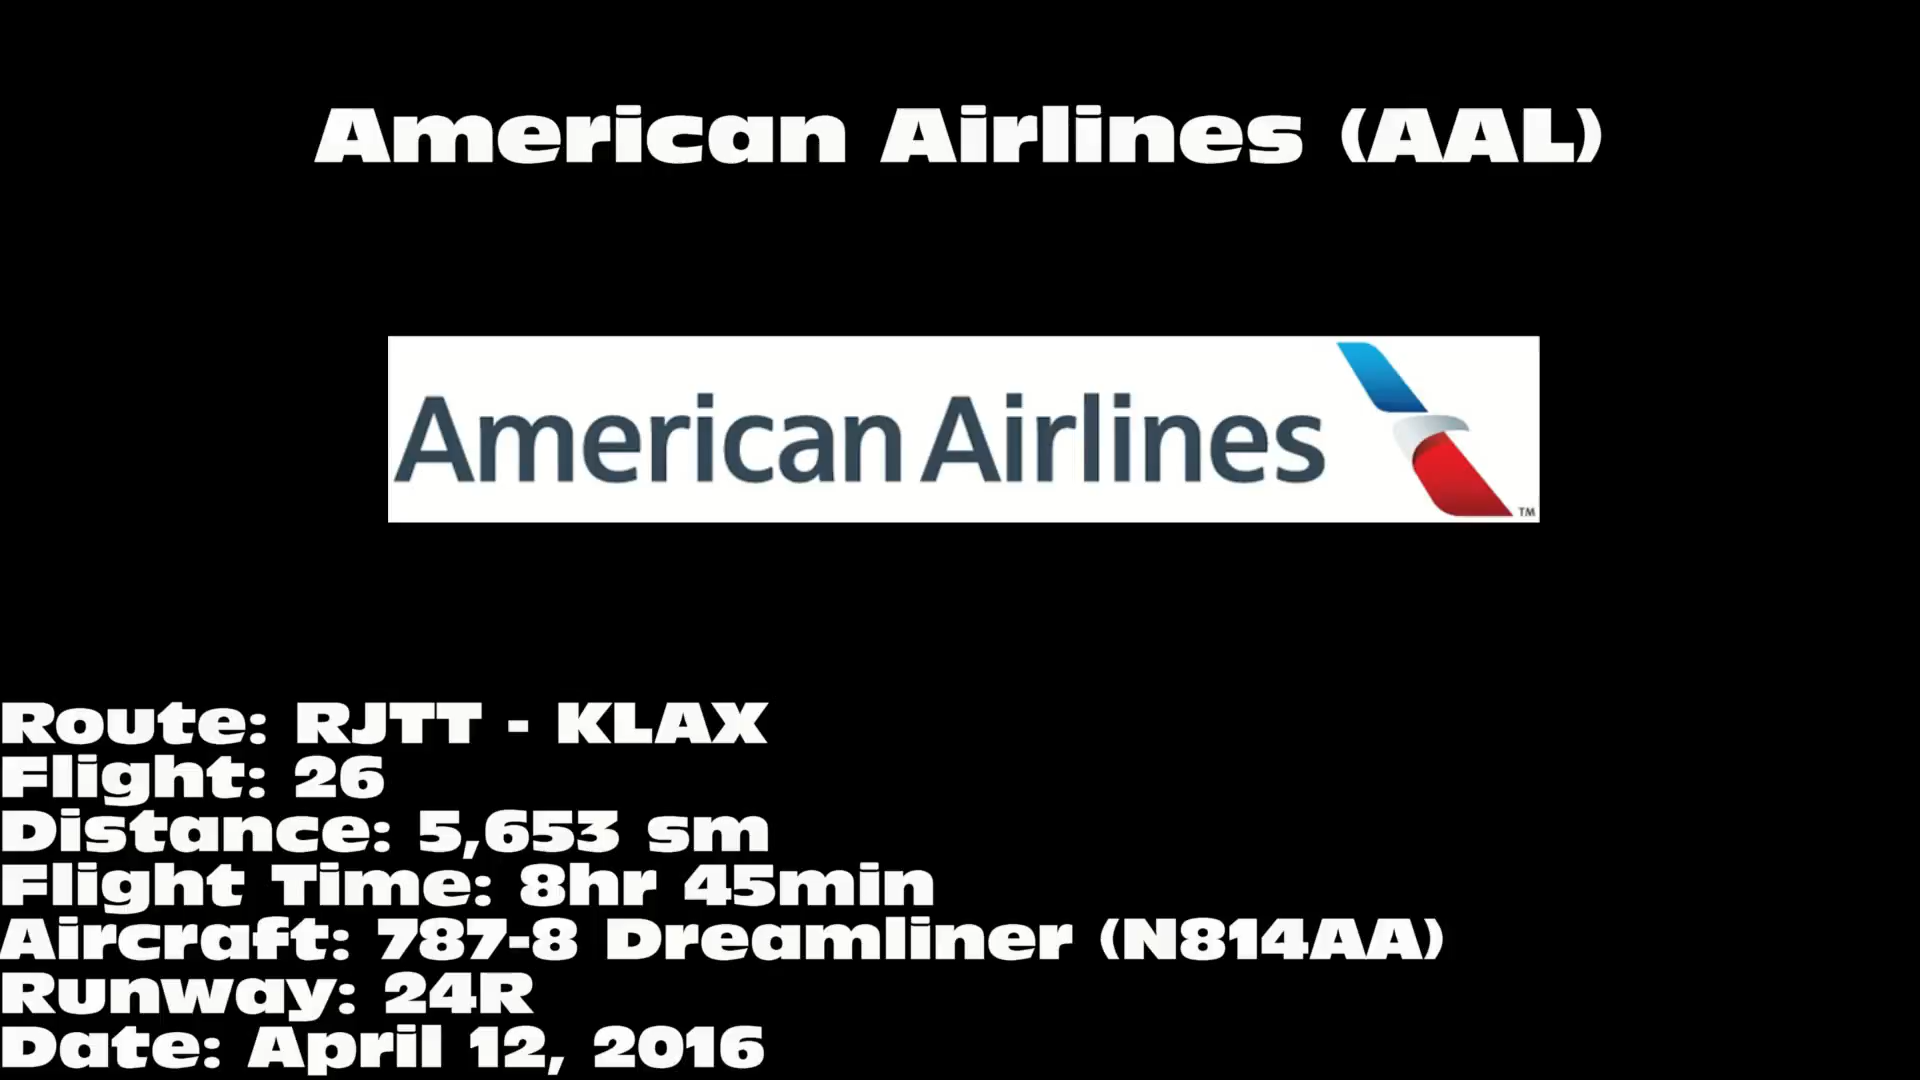 American Airlines (AAL)
American Airlines
TM
Route: RJTT - KLAX
Flight: 26
Distance: 5,653 sm
Flight Time: 8hr 45min
Aircraft: 787-8 Dreamliner (N814AA)
Runway: 24R
Date: April 12, 2016